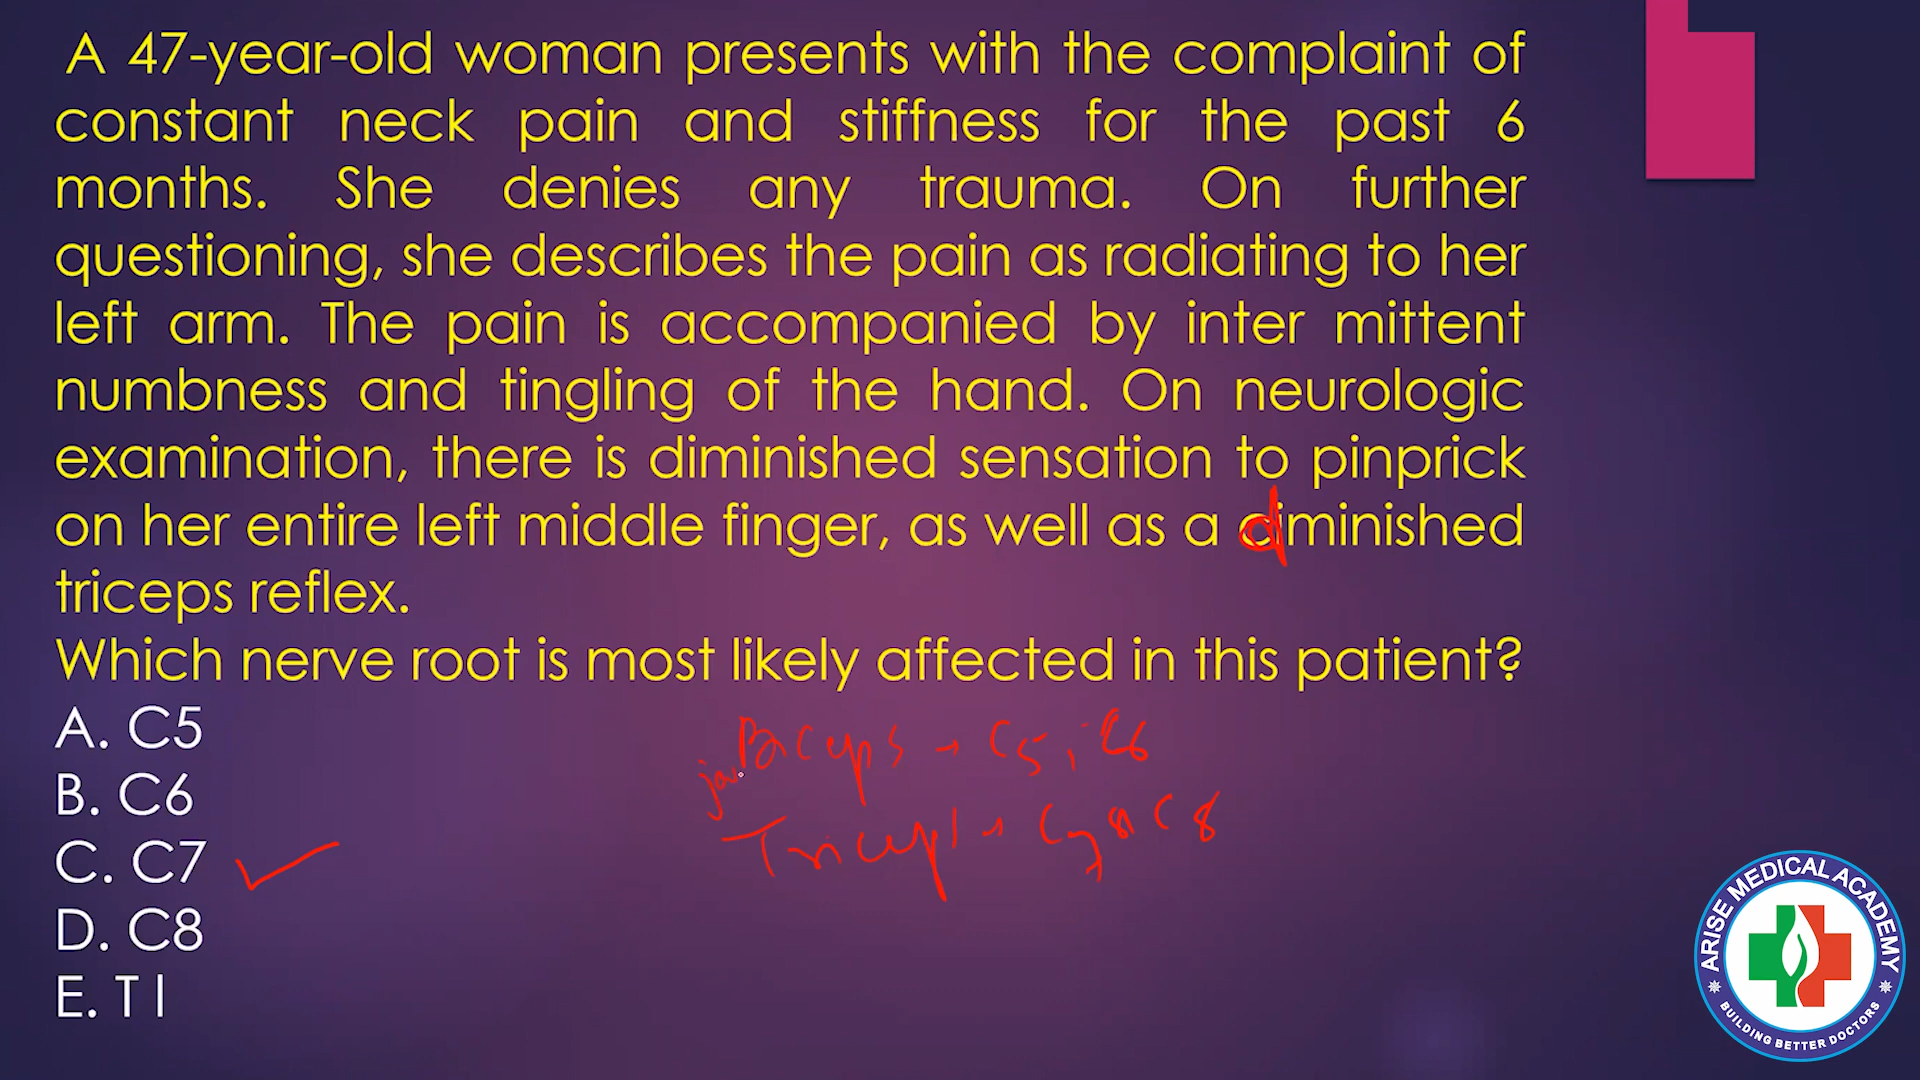 A 47-year-old woman presents with the complaint of
constant neck pain and stiffness for the past 6
months. She denies any trauma. On further
questioning, she describes the pain as radiating to her
left arm. The pain is accompanied by inter mittent
numbness and tingling of the hand. On neurologic
examination, there is diminished sensation to pinprick
on her entire left middle finger, as well as a diminished
triceps reflex.
Which nerve root is most likely affected in this patient?
A. C5
B. C6
C. C7
D. C8
E. T1
Biceps → C5, C6
ARISE MEDICAL ACADEMY
BUILDING BETTER DOCTORS